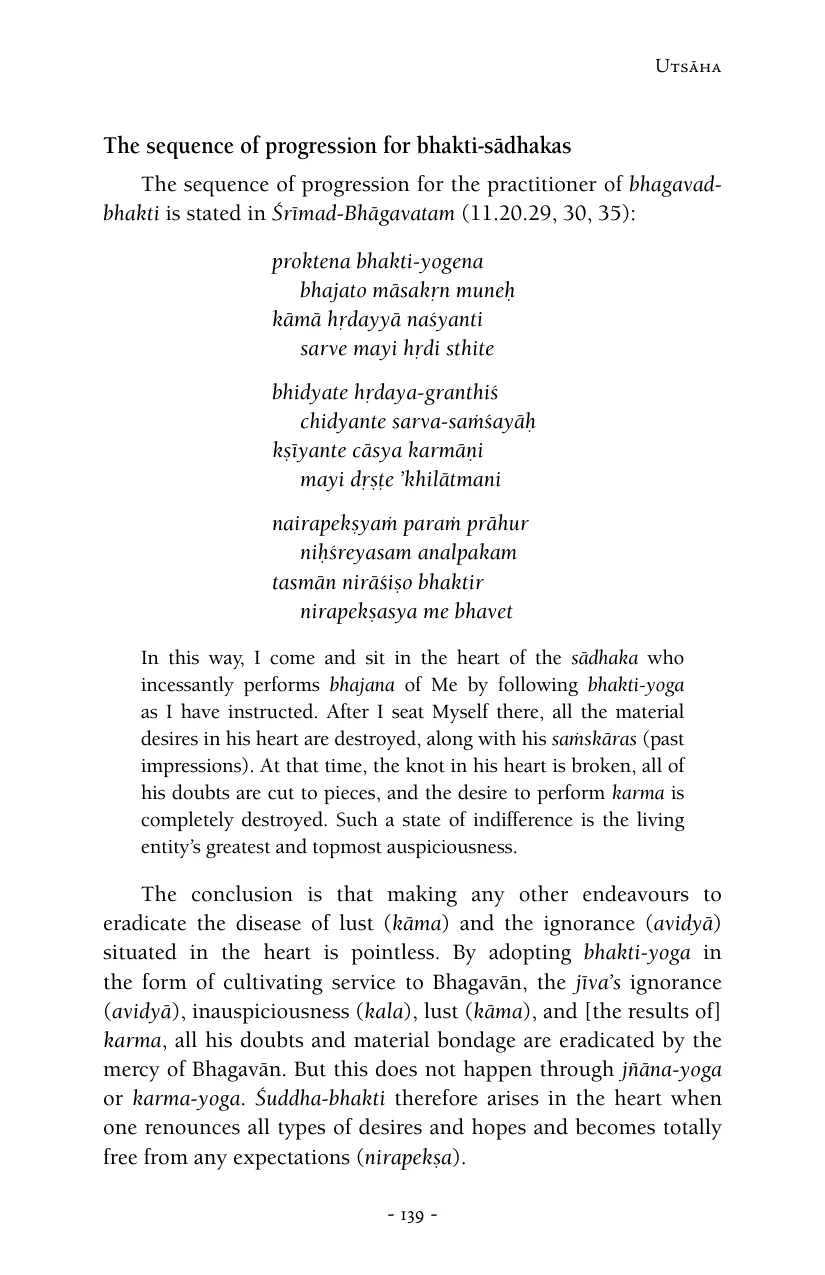 Utsāha
The sequence of progression for bhakti-sādhakas
The sequence of progression for the practitioner of bhagavad-
bhakti is stated in Śrīmad-Bhāgavatam (11.20.29, 30, 35):
proktena bhakti-yogena
bhajato māsakṛn muneḥ
kāmā hṛdayyā naśyanti
sarve mayi hṛdi sthite
bhidyate hṛdaya-granthiś
chidyante sarva-saṁśayāḥ
kṣīyante cāsya karmāṇi
mayi dṛṣṭe ’khilātmani
nairapekṣyaṁ paraṁ prāhur
niḥśreyasam analpakam
tasmān nirāśiṣo bhaktir
nirapekṣasya me bhavet
In this way, I come and sit in the heart of the sādhaka who
incessantly performs bhajana of Me by following bhakti-yoga
as I have instructed. After I seat Myself there, all the material
desires in his heart are destroyed, along with his saṁskāras (past
impressions). At that time, the knot in his heart is broken, all of
his doubts are cut to pieces, and the desire to perform karma is
completely destroyed. Such a state of indifference is the living
entity’s greatest and topmost auspiciousness.
The conclusion is that making any other endeavours to
eradicate the disease of lust (kāma) and the ignorance (avidyā)
situated in the heart is pointless. By adopting bhakti-yoga in
the form of cultivating service to Bhagavān, the jīva’s ignorance
(avidyā), inauspiciousness (kala), lust (kāma), and [the results of]
karma, all his doubts and material bondage are eradicated by the
mercy of Bhagavān. But this does not happen through jñāna-yoga
or karma-yoga. Śuddha-bhakti therefore arises in the heart when
one renounces all types of desires and hopes and becomes totally
free from any expectations (nirapekṣa).
- 139 -